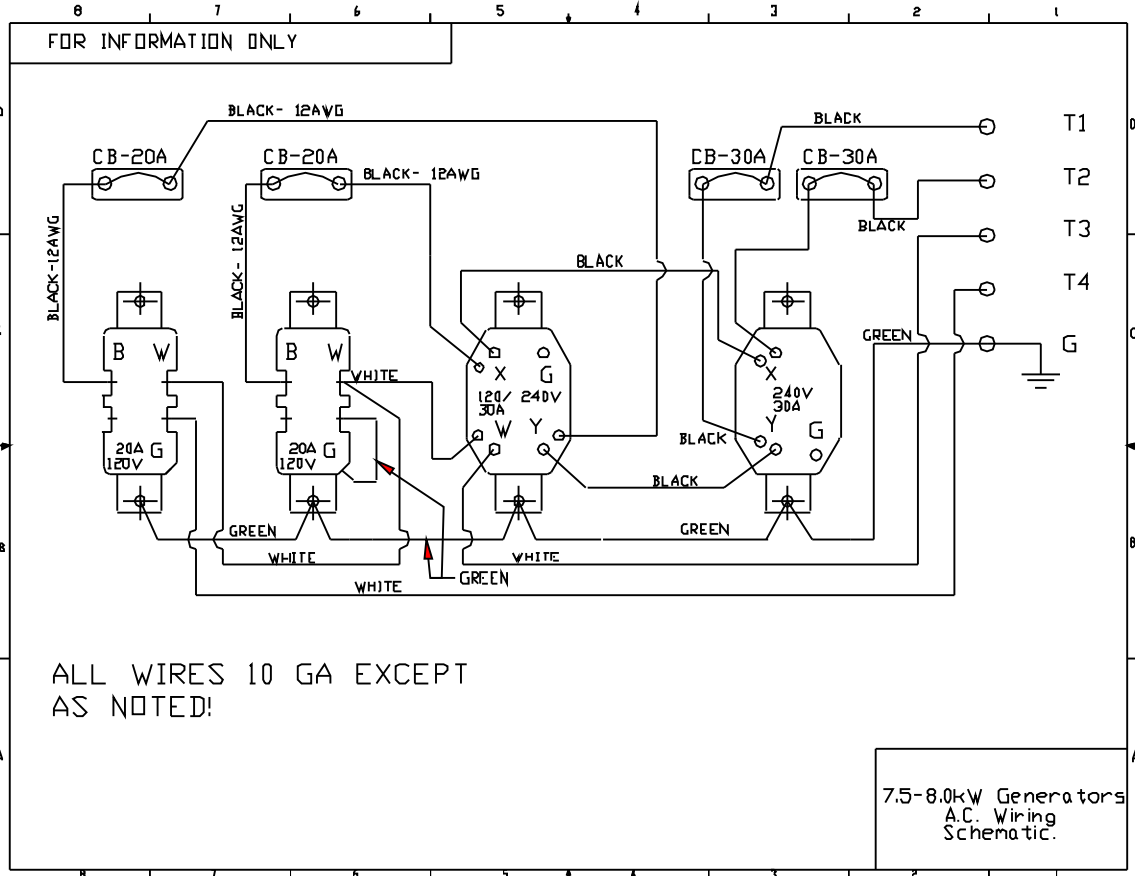 8 7 6 5 4 3 2 1
FOR INFORMATION ONLY
BLACK- 12AWG
BLACK
T1
D
CB-20A CB-20A CB-30A CB-30A
BLACK- 12AWG
T2
BLACK-12AWG
BLACK- 12AWG
BLACK
T3
BLACK
T4
GREEN
G
C
B W
B W
WHITE
X G
120/ 240V
30A
W Y
X
240V
30A
Y
G
BLACK
20A G
120V
20A G
120V
BLACK
GREEN
GREEN
B
B
WHITE
WHITE
GREEN
WHITE
ALL WIRES 10 GA EXCEPT
AS NOTED!
A
7.5-8.0kW Generators
A.C. Wiring
Schematic.